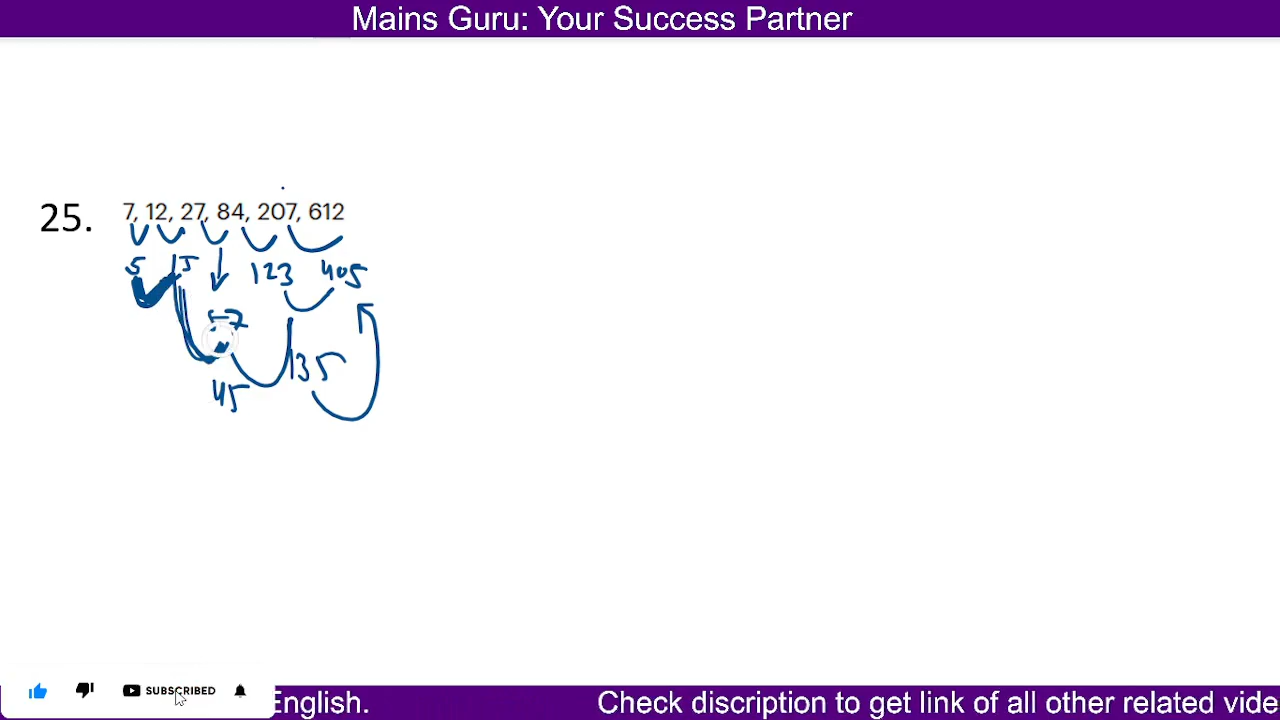 Mains Guru: Your Success Partner
25. 7, 12, 27, 84, 207, 612
5 15 123 405
57
135
45
SUBSCRIBED
English. Check discription to get link of all other related vide